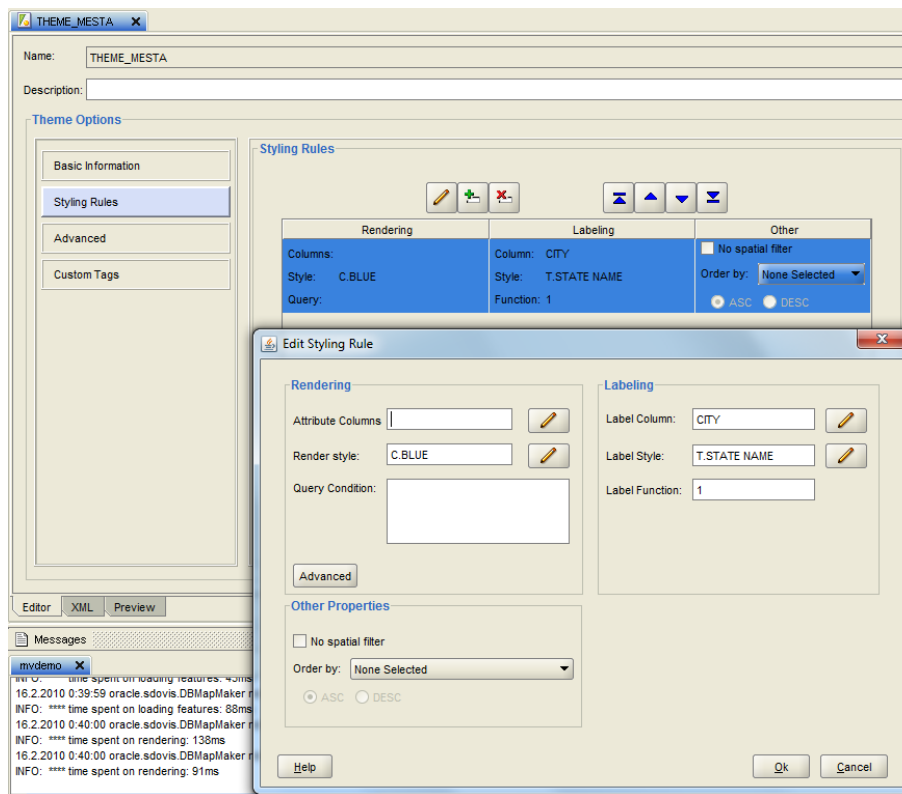 THEME_MESTA
Name: THEME_MESTA
Description:
Theme Options
Basic Information
Styling Rules
Advanced
Custom Tags
Styling Rules
Rendering Labeling Other
Columns: Column: CITY No spatial filter
Style: C.BLUE Style: T.STATE NAME Order by: None Selected
Query: Function: 1 ASC DESC
Edit Styling Rule
Rendering Labeling
Attribute Columns Label Column: CITY
Render style: C.BLUE Label Style: T.STATE NAME
Query Condition: Label Function: 1
Advanced
Other Properties
No spatial filter
Order by: None Selected
ASC DESC
Help Ok Cancel
Editor XML Preview
Messages
mvdemo
INFO: **** time spent on loading features: 45ms
16.2.2010 0:39:59 oracle.sdovis.DBMapMaker
INFO: **** time spent on loading features: 88ms
16.2.2010 0:40:00 oracle.sdovis.DBMapMaker
INFO: **** time spent on rendering: 138ms
16.2.2010 0:40:00 oracle.sdovis.DBMapMaker
INFO: **** time spent on rendering: 91ms